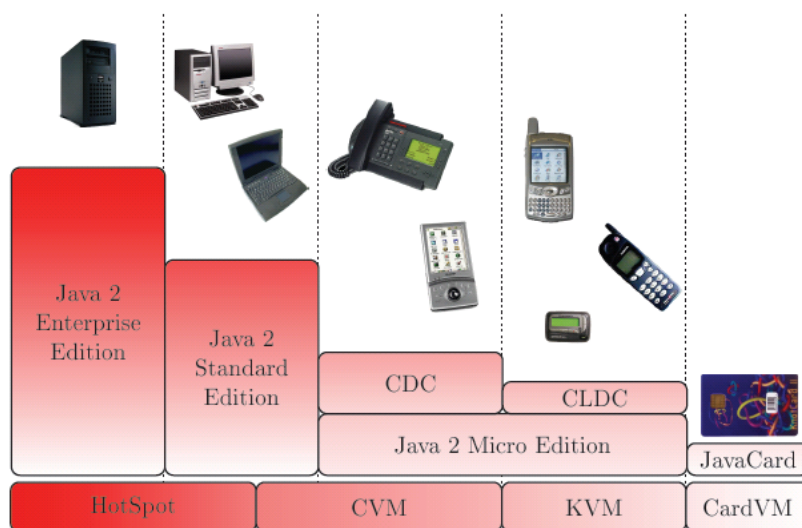 Java 2
Enterprise
Edition
Java 2
Standard
Edition
CDC
CLDC
Java 2 Micro Edition
JavaCard
HotSpot
CVM
KVM
CardVM